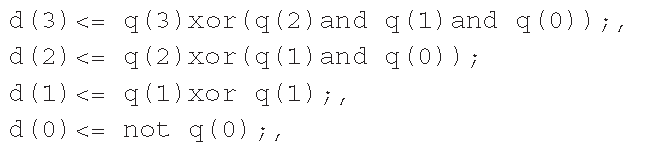 d(3)<= q(3)xor(q(2)and q(1)and q(0));,
d(2)<= q(2)xor(q(1)and q(0));
d(1)<= q(1)xor q(1);,
d(0)<= not q(0);,